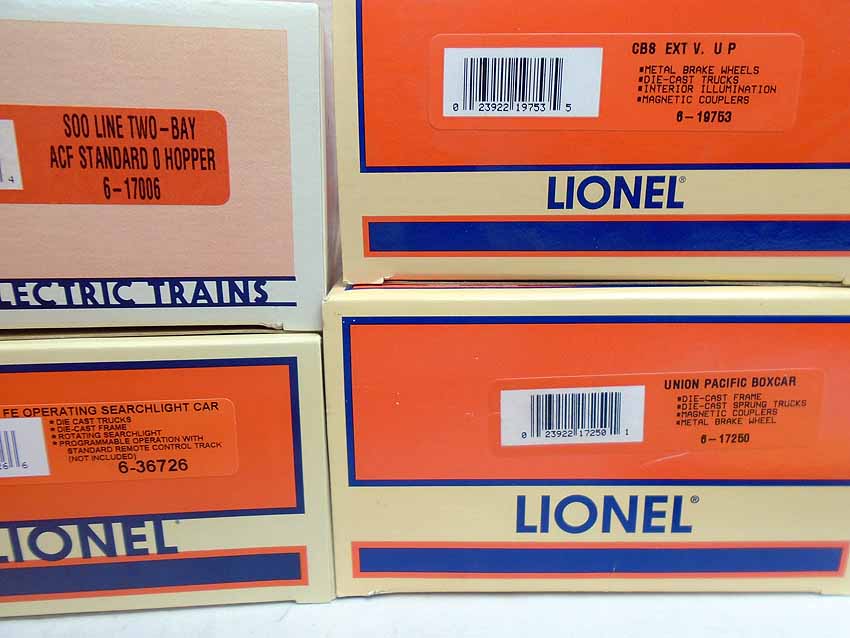 SOO LINE TWO-BAY
ACF STANDARD O HOPPER
6-17006
4
LECTRIC TRAINS
CB8 EXT V. U P
*METAL BRAKE WHEELS
*DIE-CAST TRUCKS
*INTERIOR ILLUMINATION
*MAGNETIC COUPLERS
6-19753
0 23922 19753 5
LIONEL®
FE OPERATING SEARCHLIGHT CAR
* DIE CAST TRUCKS
* DIE-CAST FRAME
* ROTATING SEARCHLIGHT
* PROGRAMMABLE OPERATION WITH
STANDARD REMOTE CONTROL TRACK
(NOT INCLUDED)
6-36726
26 6
LIONEL
UNION PACIFIC BOXCAR
*DIE-CAST FRAME
*DIE-CAST SPRUNG TRUCKS
*MAGNETIC COUPLERS
*METAL BRAKE WHEEL
6-17250
0 23922 17250 1
LIONEL®